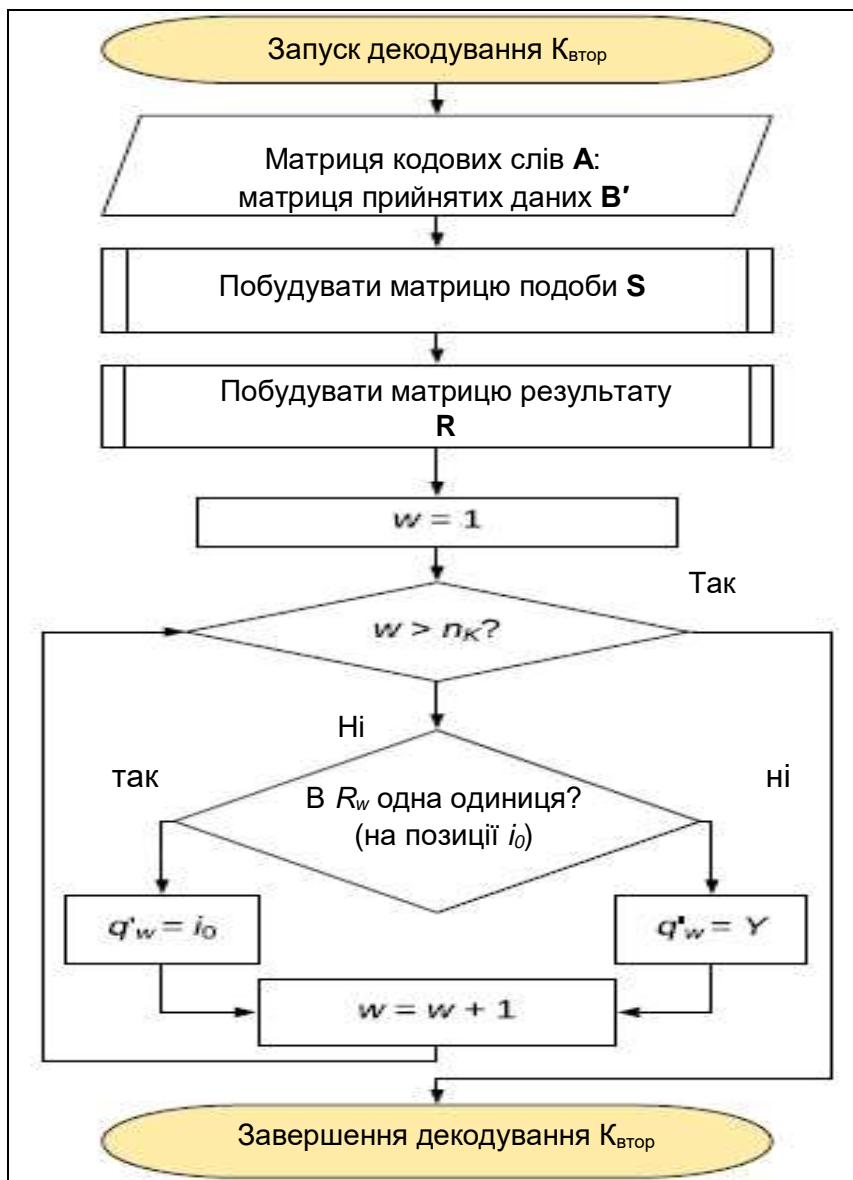 Запуск декодування Квтор
Матриця кодових слів A:
матриця прийнятих даних B′
Побудувати матрицю подоби S
Побудувати матрицю результату
R
w = 1
Так
w > nK?
Ні
так
ні
В Rw одна одиниця?
(на позиції i0)
q'w = i0
q'w = Y
w = w + 1
Завершення декодування Квтор